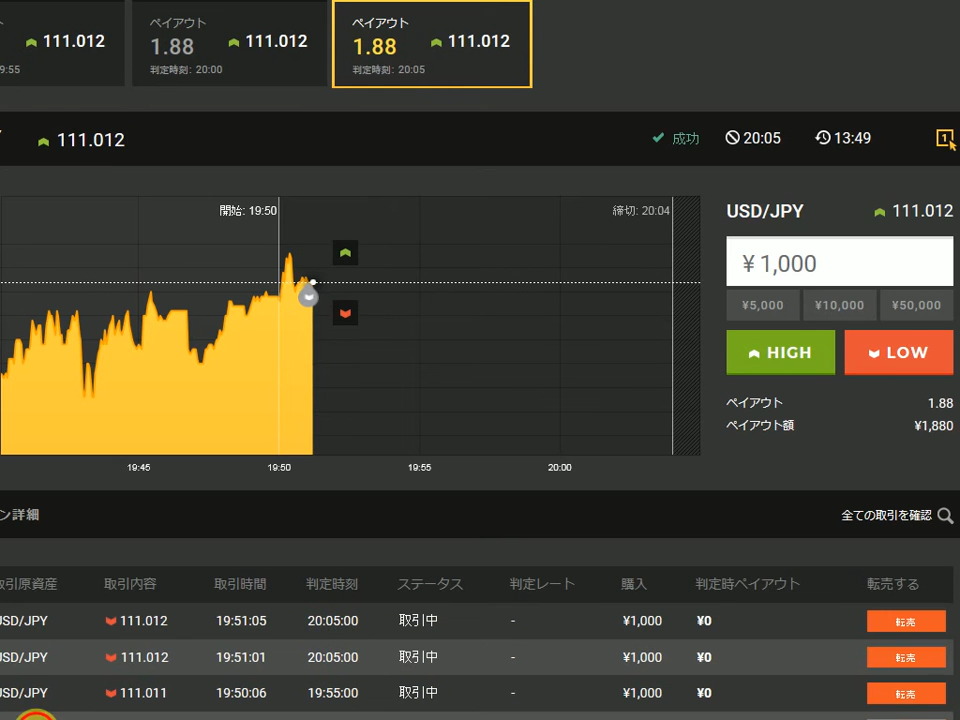 ペイアウト
1.88 111.012
判定時刻: 20:00
ペイアウト
1.88 111.012
判定時刻: 20:05
111.012
9:55
111.012
成功 20:05 13:49
1
開始: 19:50
締切: 20:04
USD/JPY 111.012
¥ 1,000
¥5,000 ¥10,000 ¥50,000
HIGH LOW
ペイアウト 1.88
ペイアウト額 ¥1,880
19:45 19:50 19:55 20:00
ン詳細
全ての取引を確認
取引原資産 取引内容 取引時間 判定時刻 ステータス 判定レート 購入 判定時ペイアウト 転売する
USD/JPY 111.012 19:51:05 20:05:00 取引中 - ¥1,000 ¥0 転売
USD/JPY 111.012 19:51:01 20:05:00 取引中 - ¥1,000 ¥0 転売
USD/JPY 111.011 19:50:06 19:55:00 取引中 - ¥1,000 ¥0 転売